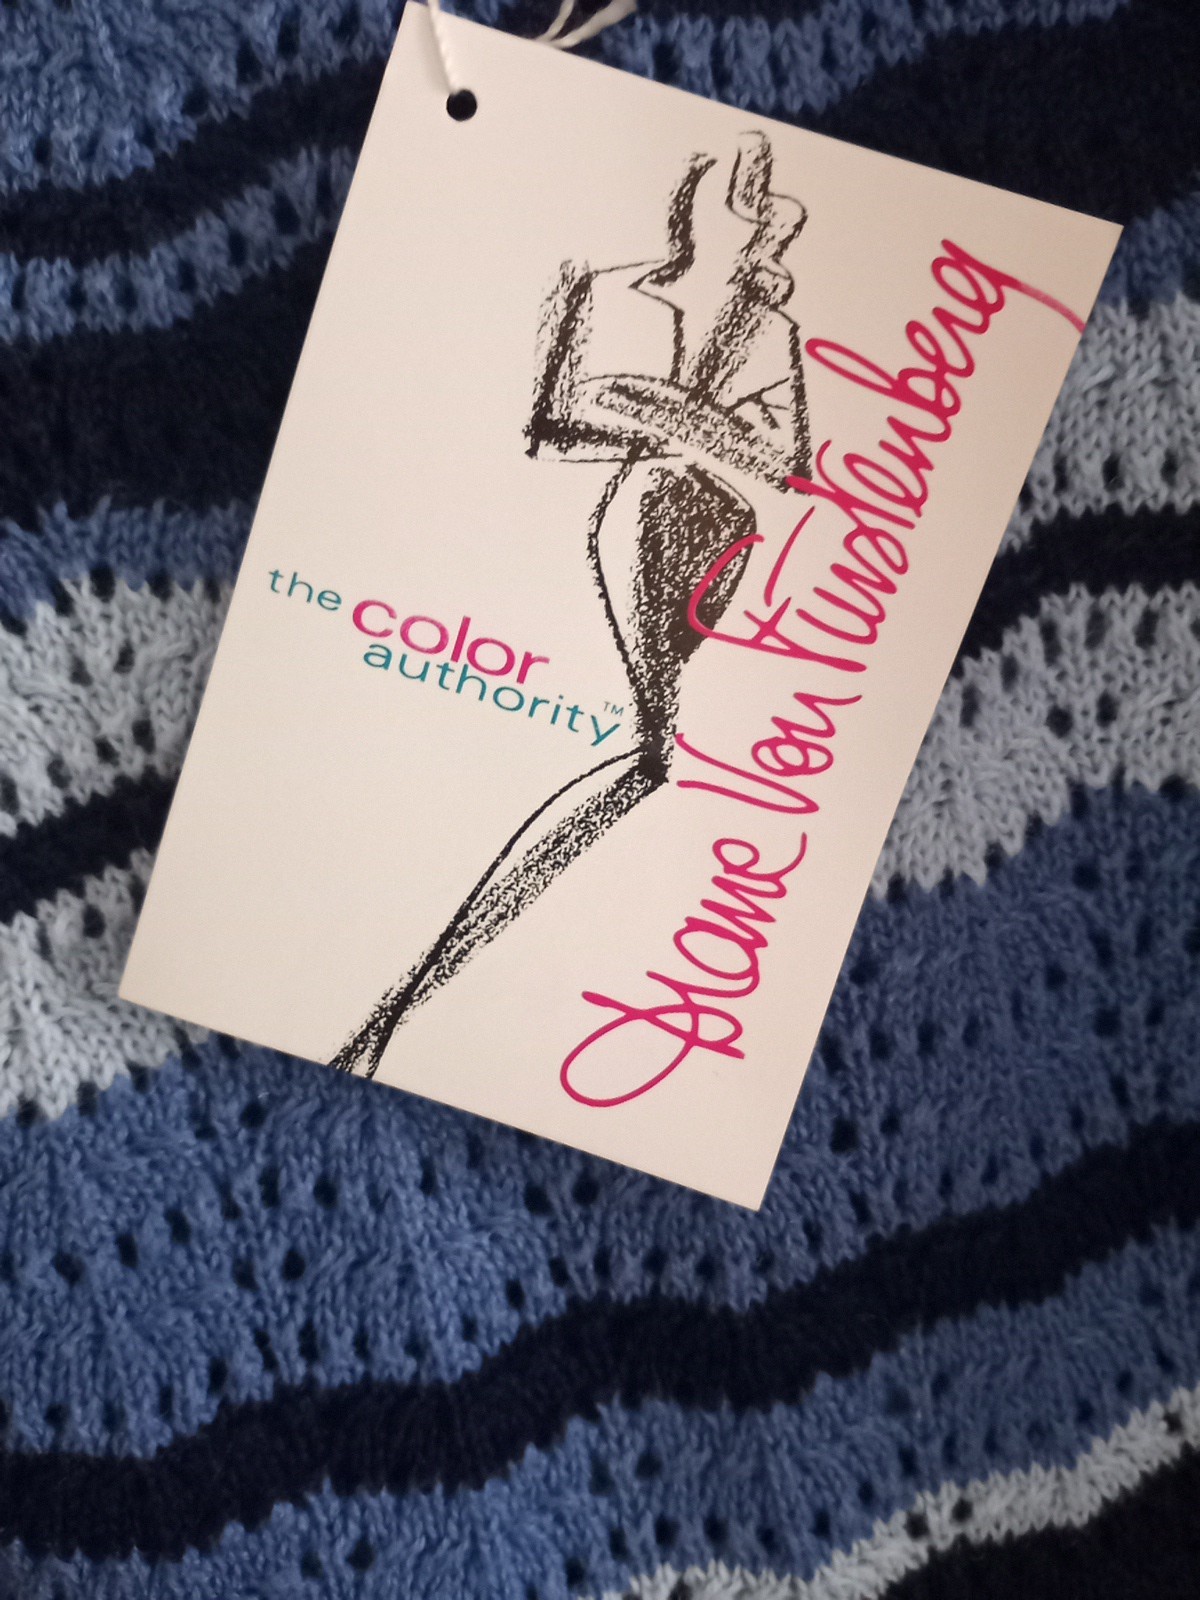 the color
authority™
Diane Von Furstenberg